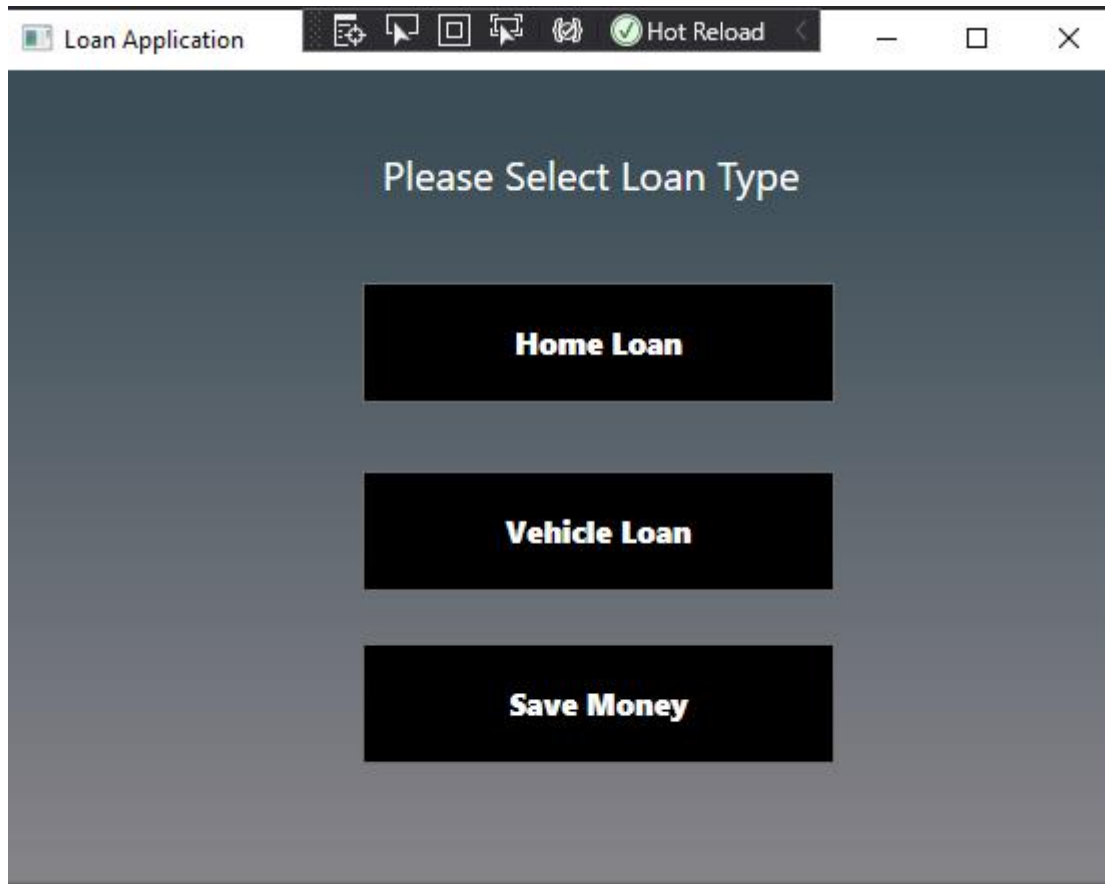 Loan Application
Hot Reload
Please Select Loan Type
Home Loan
Vehicle Loan
Save Money